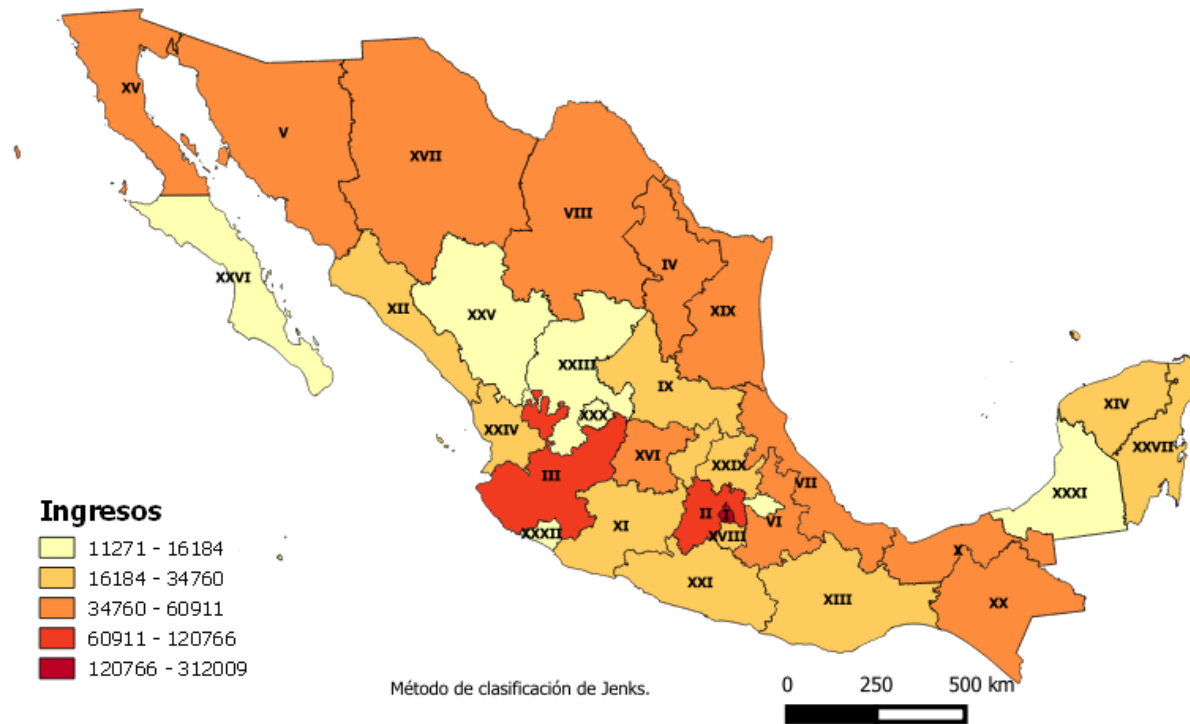 XV
V
XVII
VIII
IV
XXVI
XII
XIX
XXV
XXIII
IX
XXX
XXIV
XIV
XXVII
III
XVI
XXIX
VII
XXXI
II
I
VI
XI
XXXII
XVIII
X
XXI
XIII
XX
Ingresos
11271 - 16184
16184 - 34760
34760 - 60911
60911 - 120766
120766 - 312009
Método de clasificación de Jenks.
0 250 500 km